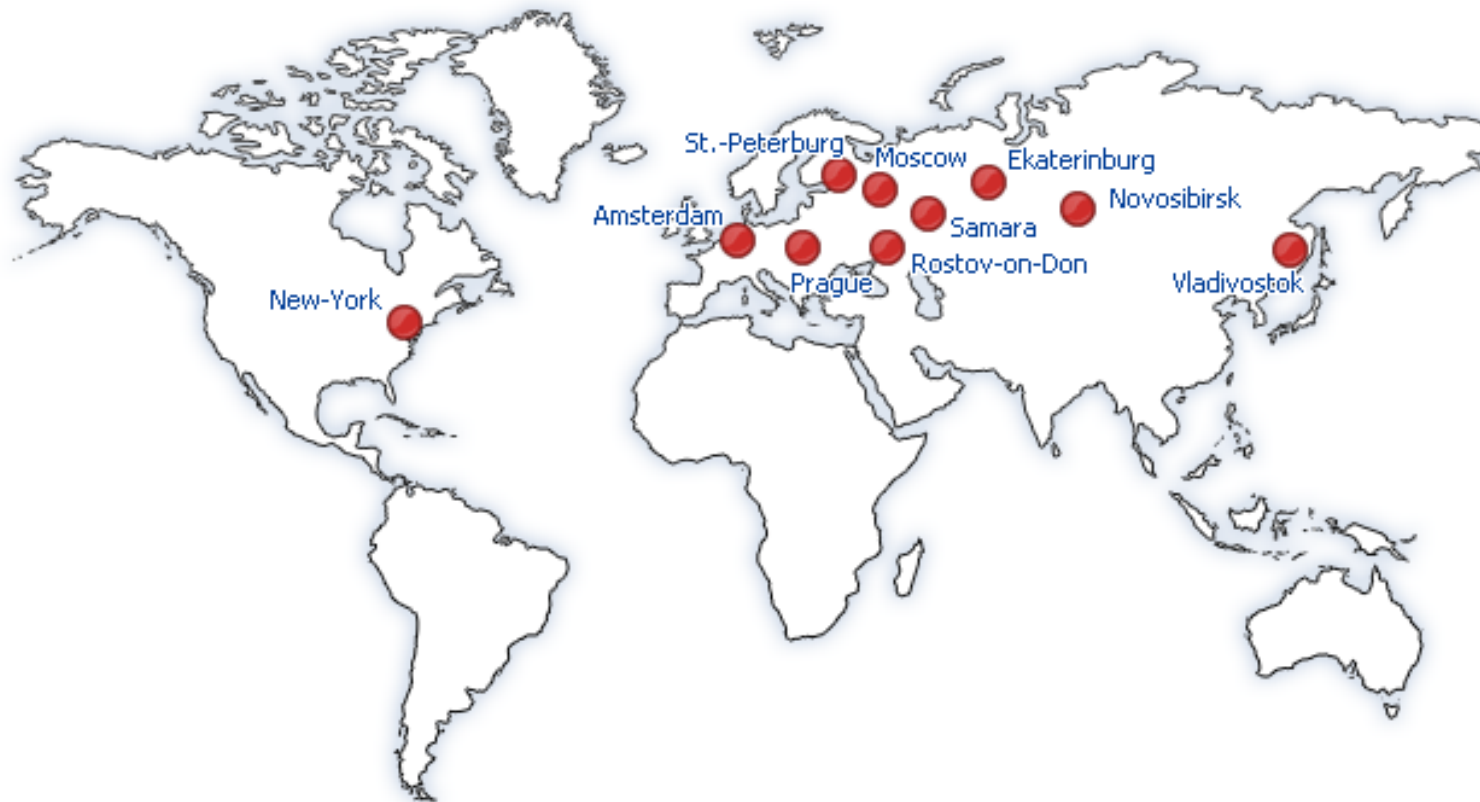 St.-Peterburg
Moscow
Ekaterinburg
Novosibirsk
Amsterdam
Samara
Rostov-on-Don
Prague
Vladivostok
New-York